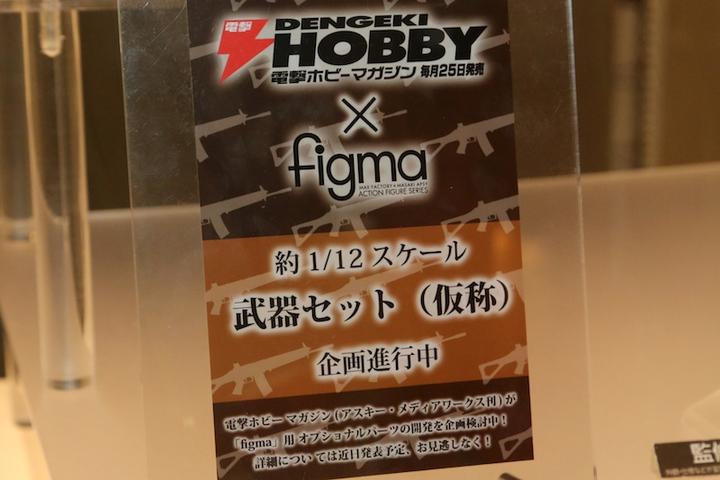 電撃
DENGEKI
HOBBY
電撃ホビーマガジン 毎月25日発売
×
figma
MAX FACTORY×MASAKI APSY
ACTION FIGURE SERIES
約 1/12 スケール
武器セット（仮称）
企画進行中
電撃ホビーマガジン(アスキー・メディアワークス刊)が
「figma」用 オプショナルパーツの開発を企画検討中！
詳細については近日発表予定、お見逃しなく！